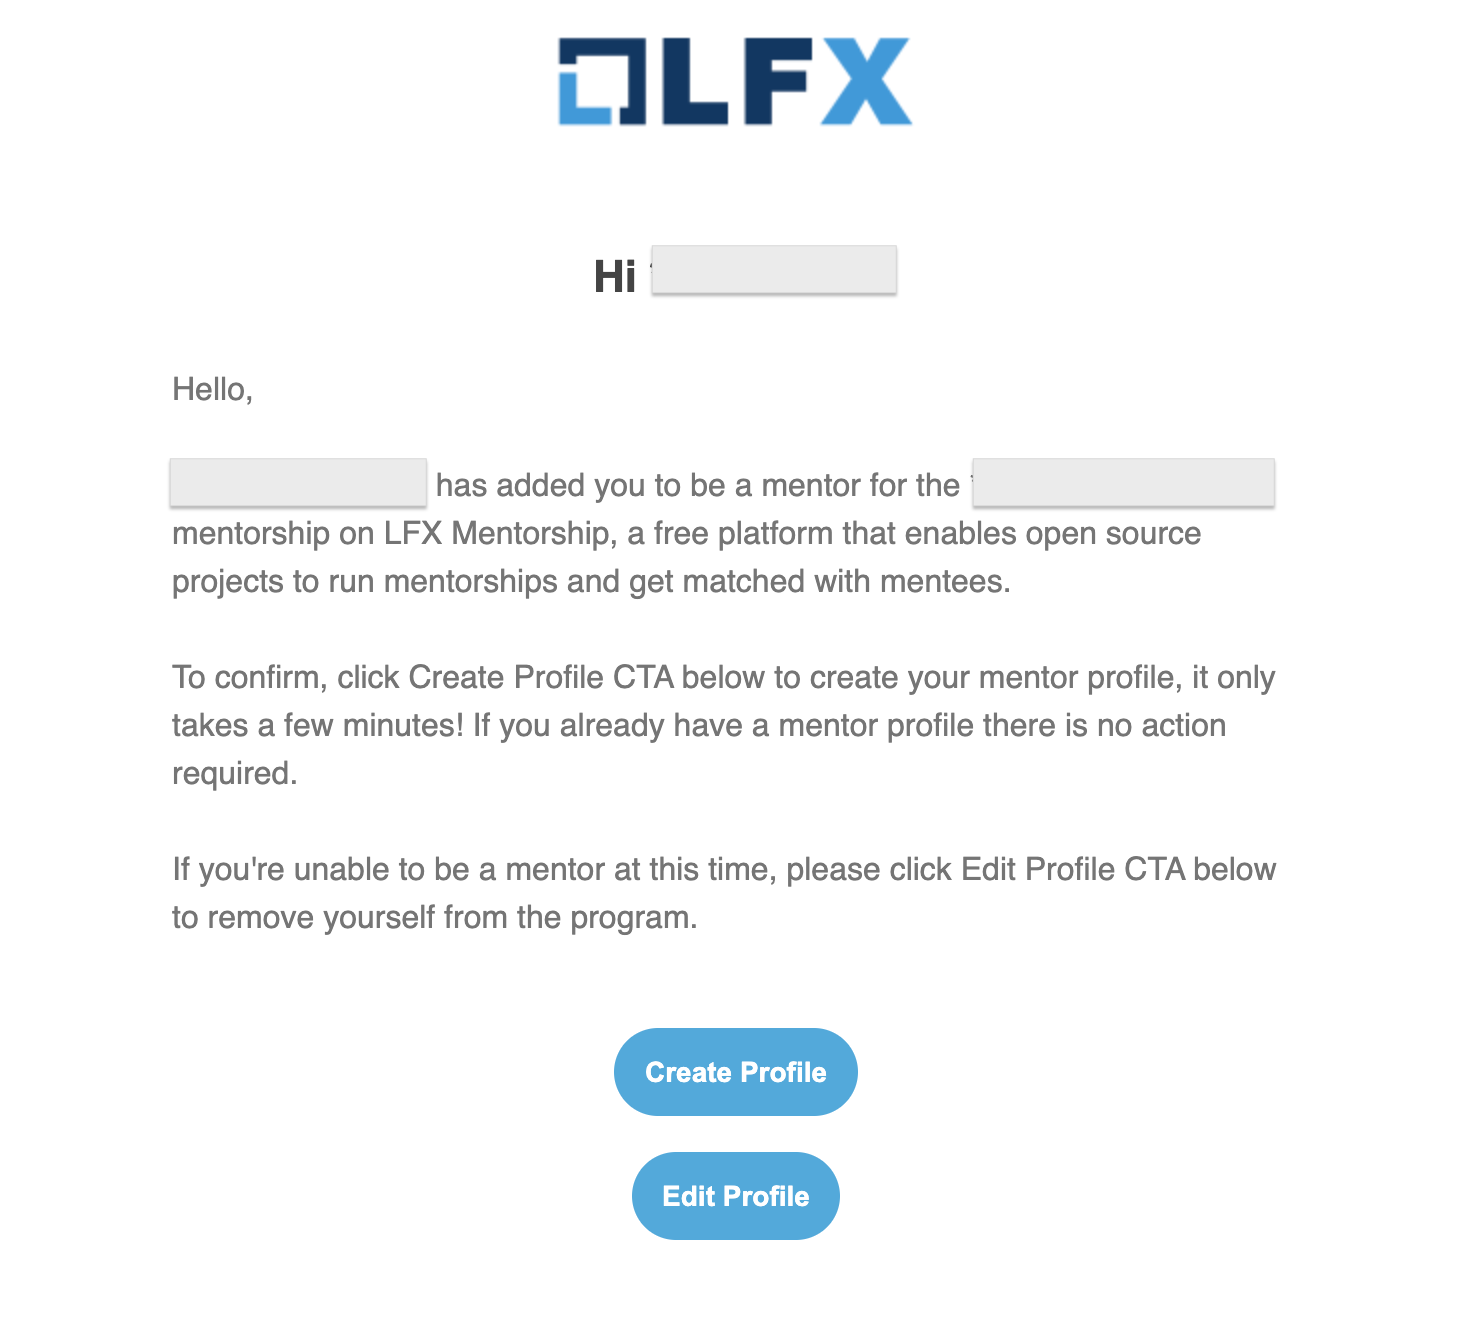 LFX
Hi
Hello,
has added you to be a mentor for the
mentorship on LFX Mentorship, a free platform that enables open source
projects to run mentorships and get matched with mentees.
To confirm, click Create Profile CTA below to create your mentor profile, it only
takes a few minutes! If you already have a mentor profile there is no action
required.
If you're unable to be a mentor at this time, please click Edit Profile CTA below
to remove yourself from the program.
Create Profile
Edit Profile